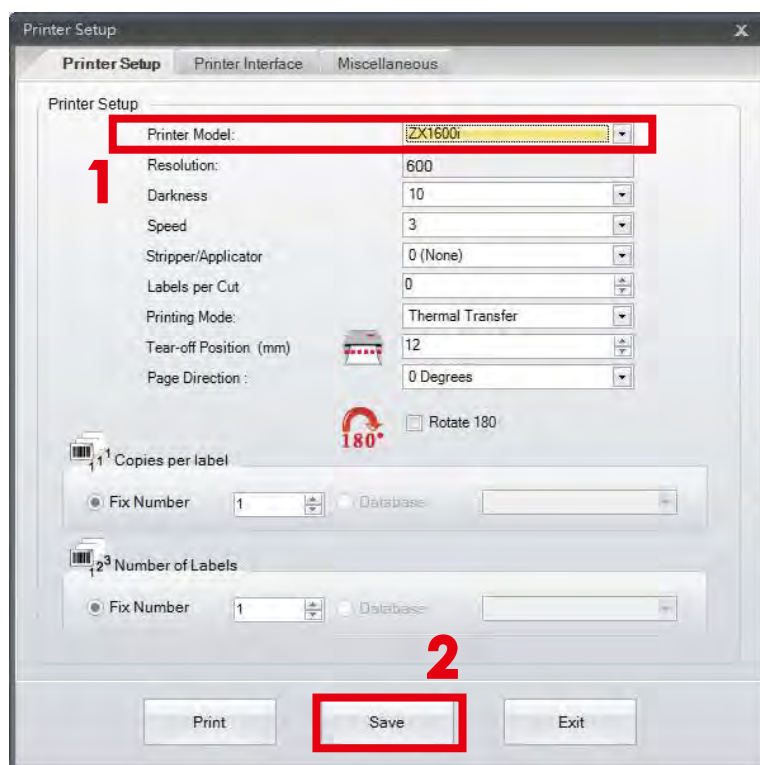 Printer Setup x
Printer Setup Printer Interface Miscellaneous
Printer Setup
1
Printer Model: ZX1600i
Resolution: 600
Darkness 10
Speed 3
Stripper/Applicator 0 (None)
Labels per Cut 0
Printing Mode: Thermal Transfer
Tear-off Position (mm) 12
Page Direction : 0 Degrees
180° Rotate 180
1 1 Copies per label
Fix Number 1 Database
1 2 3 Number of Labels
Fix Number 1 Database
2
Print Save Exit